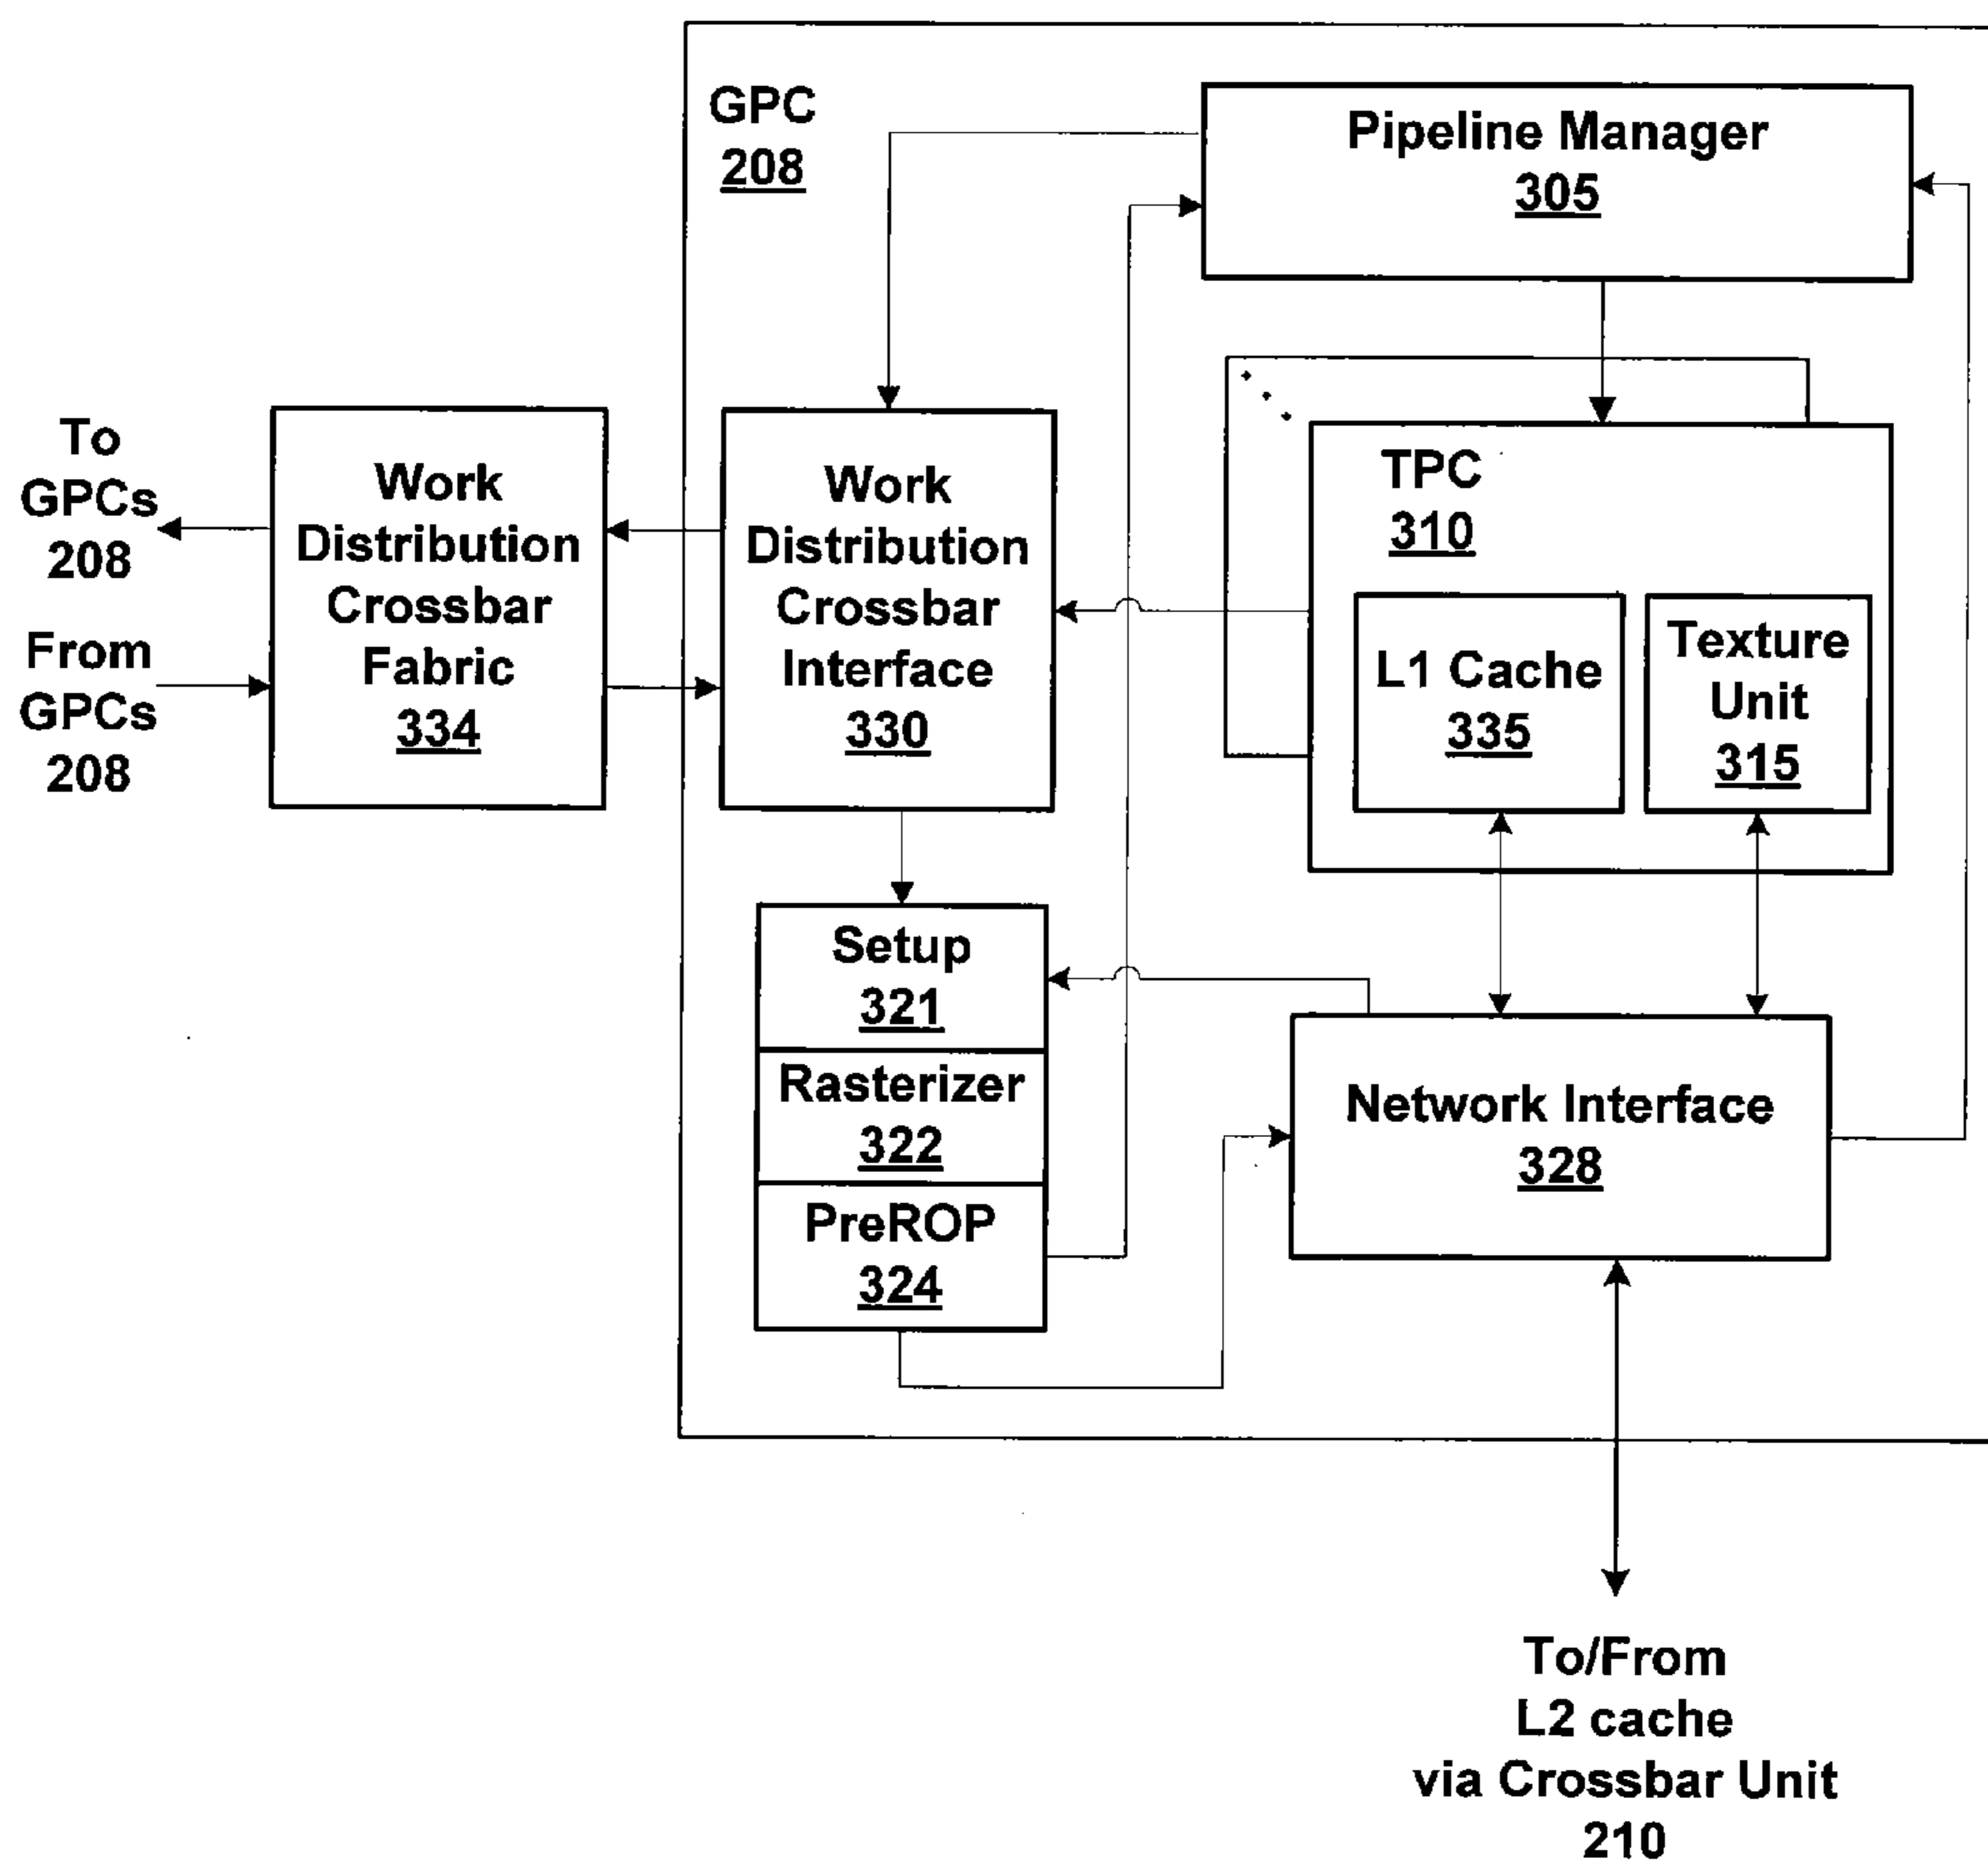 GPC
208
Pipeline Manager
305
To
GPCs
208
From
GPCs
208
Work
Distribution
Crossbar
Fabric
334
Work
Distribution
Crossbar
Interface
330
TPC
310
L1 Cache
335
Texture
Unit
315
Setup
321
Rasterizer
322
PreROP
324
Network Interface
328
To/From
L2 cache
via Crossbar Unit
210